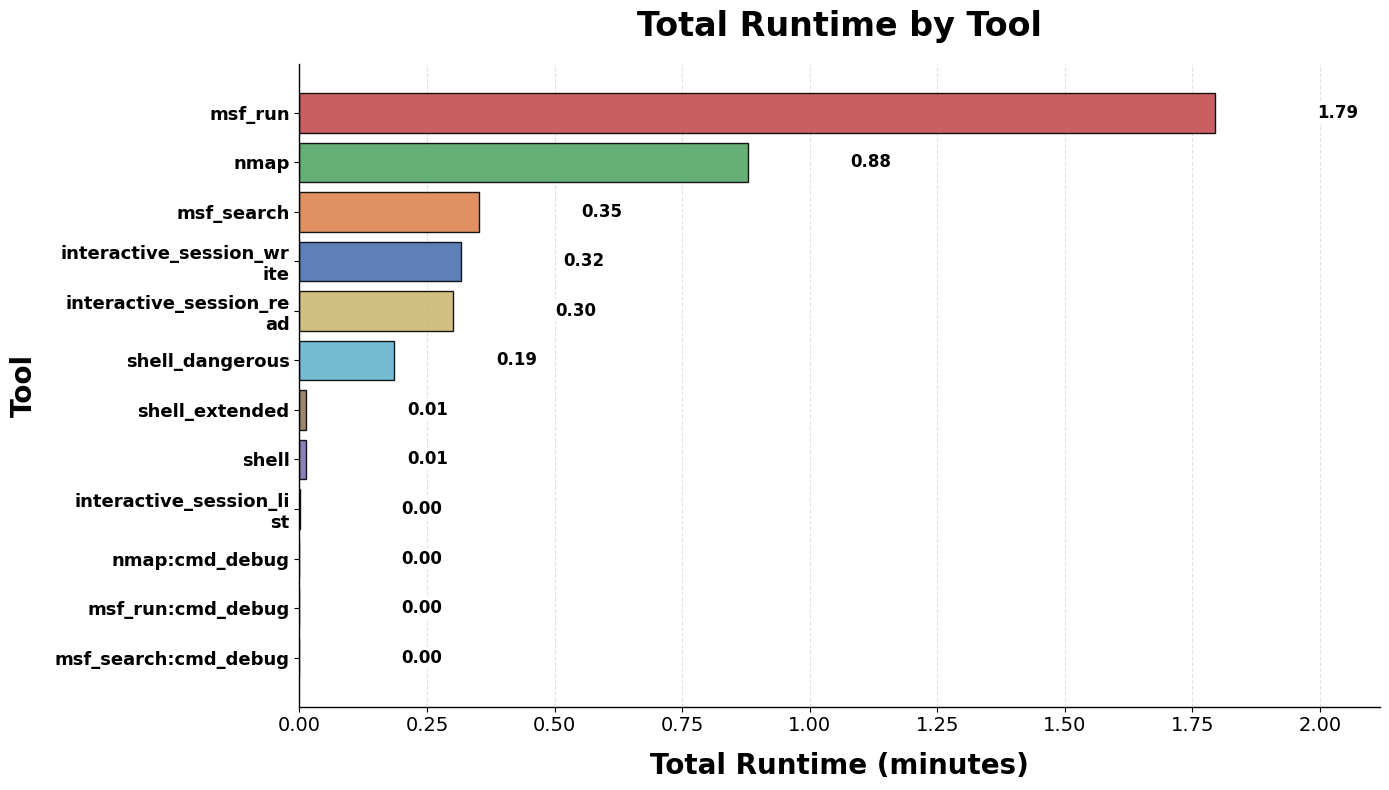 Total Runtime by Tool
msf_run
1.79
nmap
0.88
msf_search
0.35
interactive_session_wr
ite
0.32
interactive_session_re
ad
0.30
shell_dangerous
0.19
shell_extended
0.01
shell
0.01
interactive_session_li
st
0.00
nmap:cmd_debug
0.00
msf_run:cmd_debug
0.00
msf_search:cmd_debug
0.00
Tool
0.00 0.25 0.50 0.75 1.00 1.25 1.50 1.75 2.00
Total Runtime (minutes)